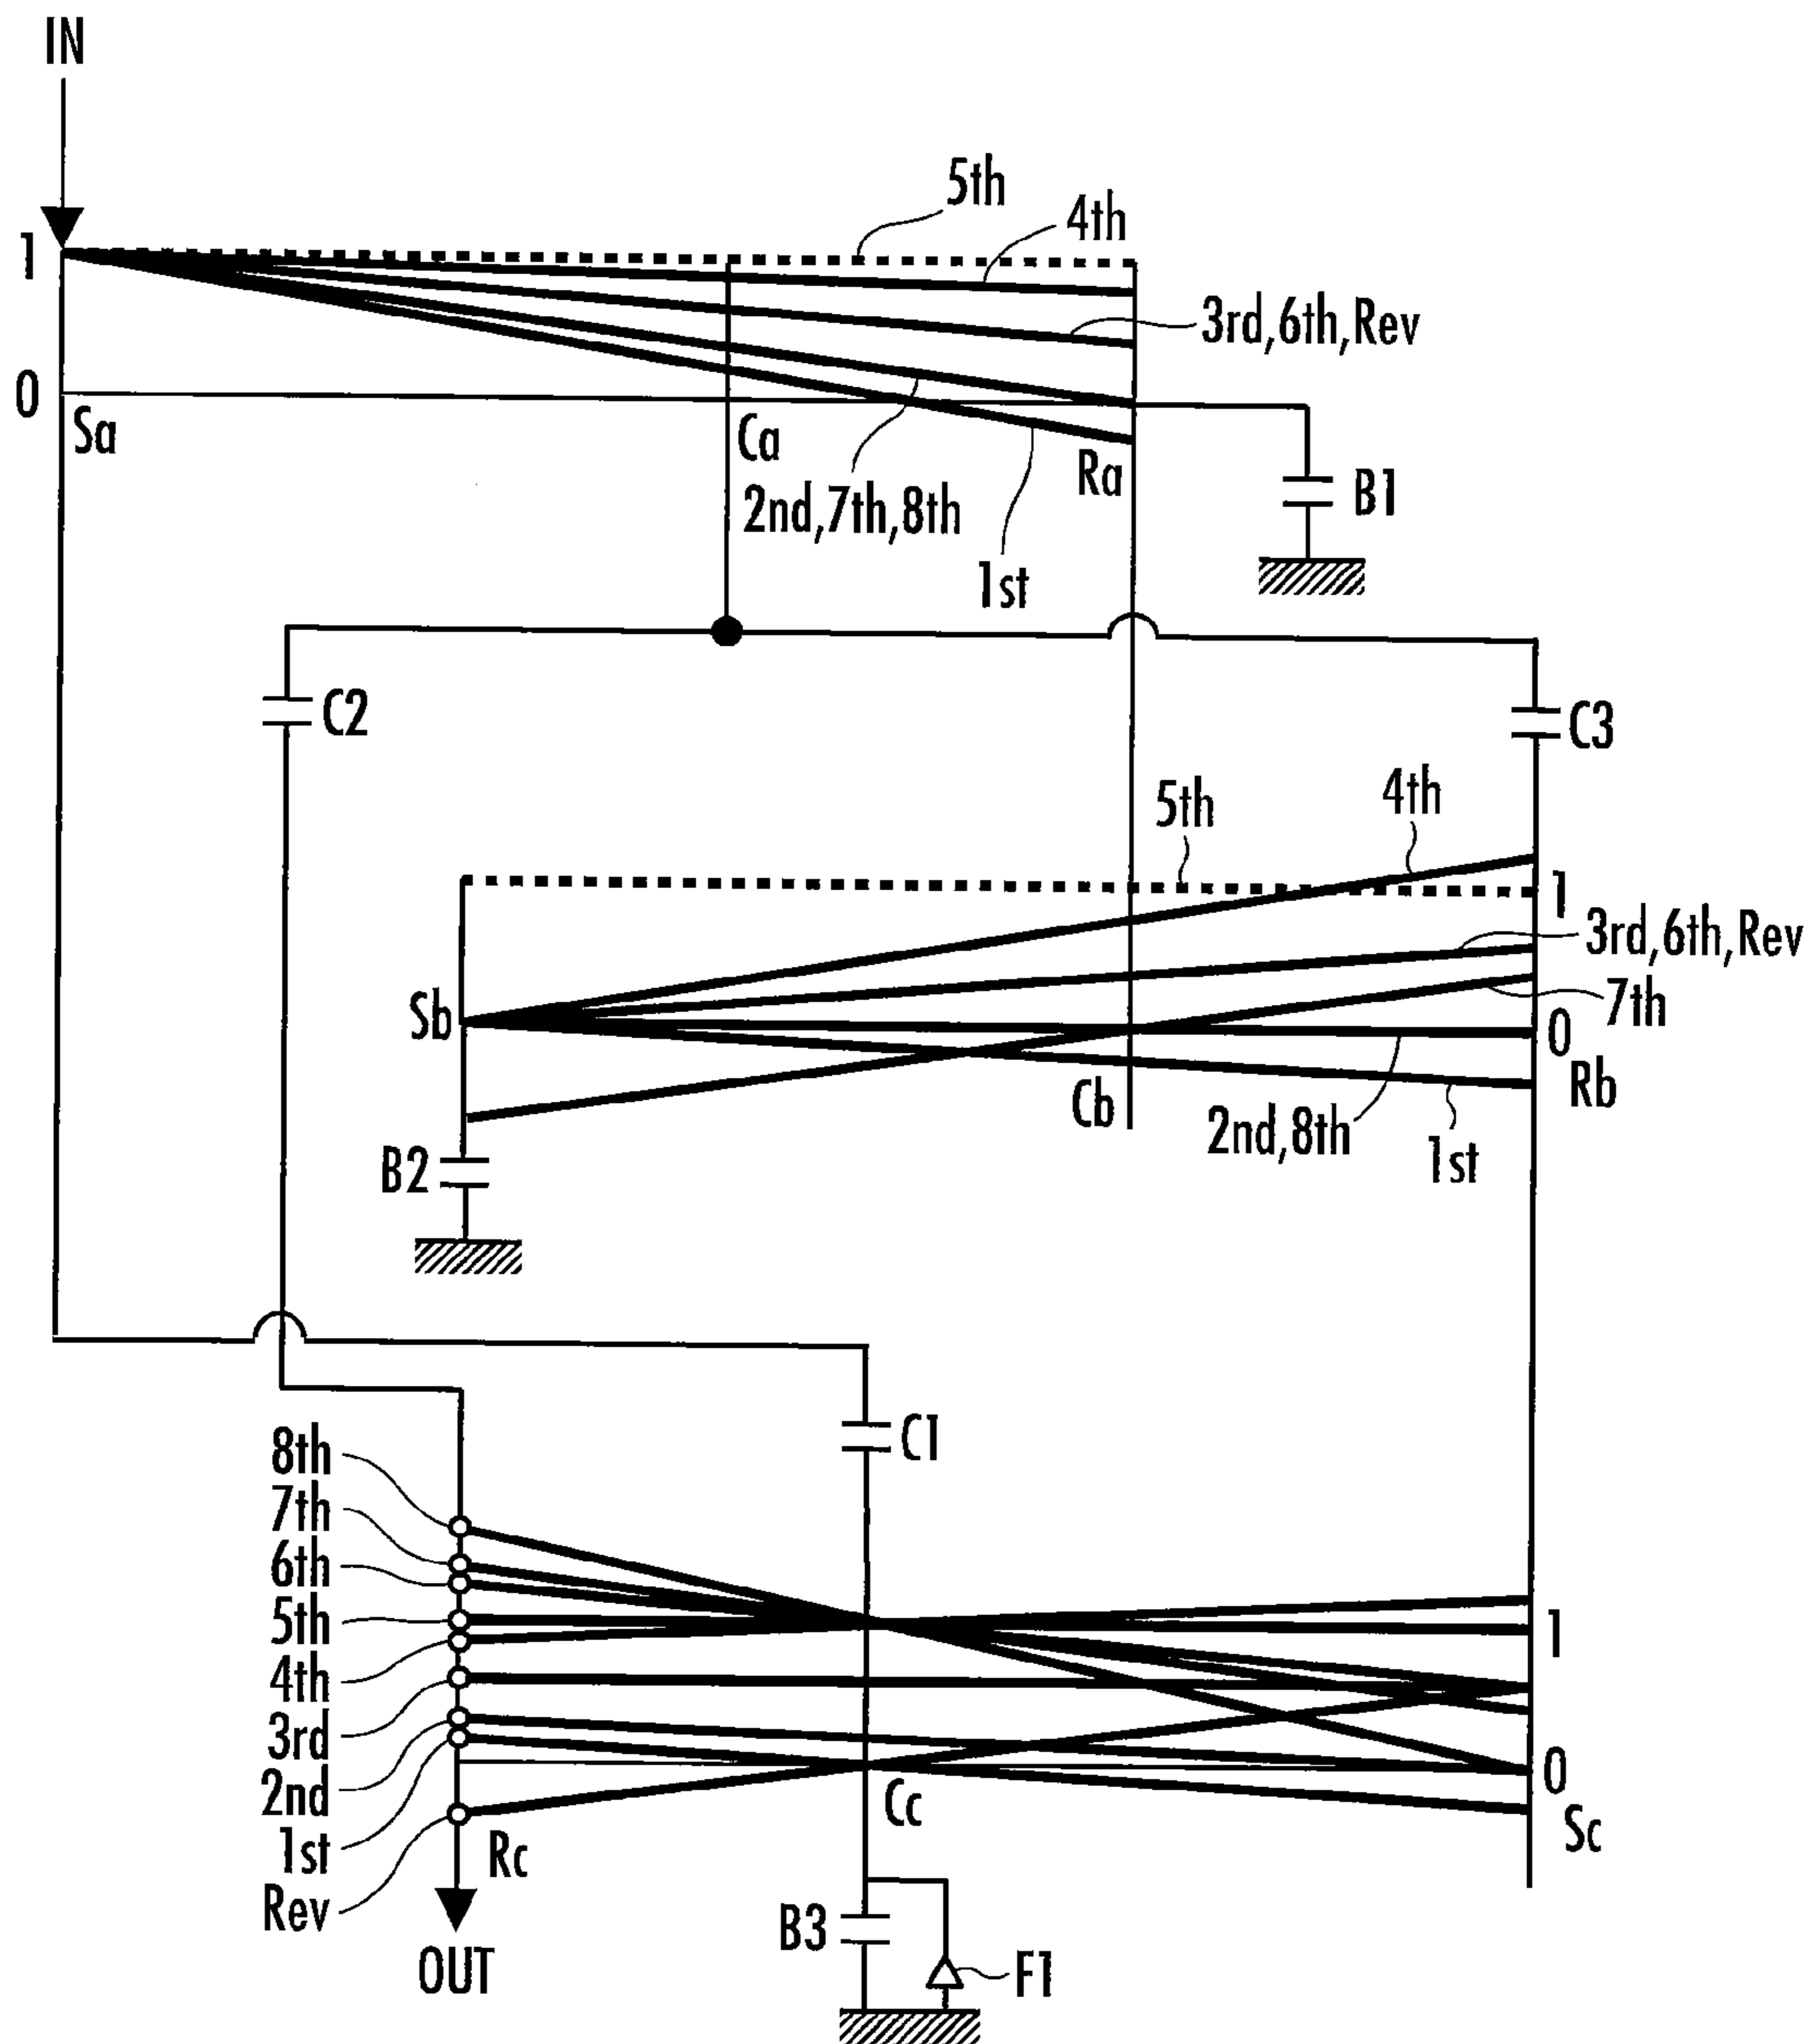 IN
5th
4th
1
3rd,6th,Rev
0
Sa
Ca
Ra
B1
2nd,7th,8th
1st
C2
C3
4th
5th
1
3rd,6th,Rev
7th
Sb
0
Rb
Cb
2nd,8th
1st
B2
C1
8th
7th
6th
5th
1
4th
3rd
0
2nd
Cc
Sc
1st
Rc
Rev
B3
OUT
F1